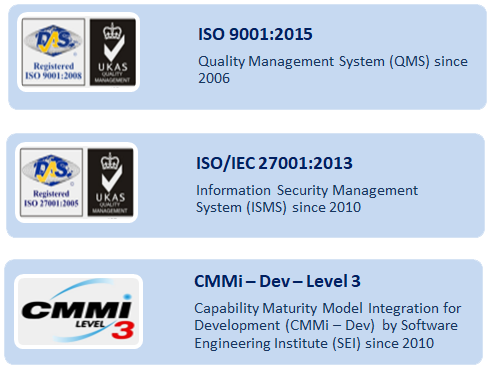 DAS
Registered
ISO 9001:2008
UKAS
QUALITY
MANAGEMENT
ISO 9001:2015
Quality Management System (QMS) since
2006
DAS
Registered
ISO 27001:2005
UKAS
QUALITY
MANAGEMENT
ISO/IEC 27001:2013
Information Security Management
System (ISMS) since 2010
CMMi
LEVEL 3
CMMi – Dev – Level 3
Capability Maturity Model Integration for
Development (CMMi – Dev) by Software
Engineering Institute (SEI) since 2010